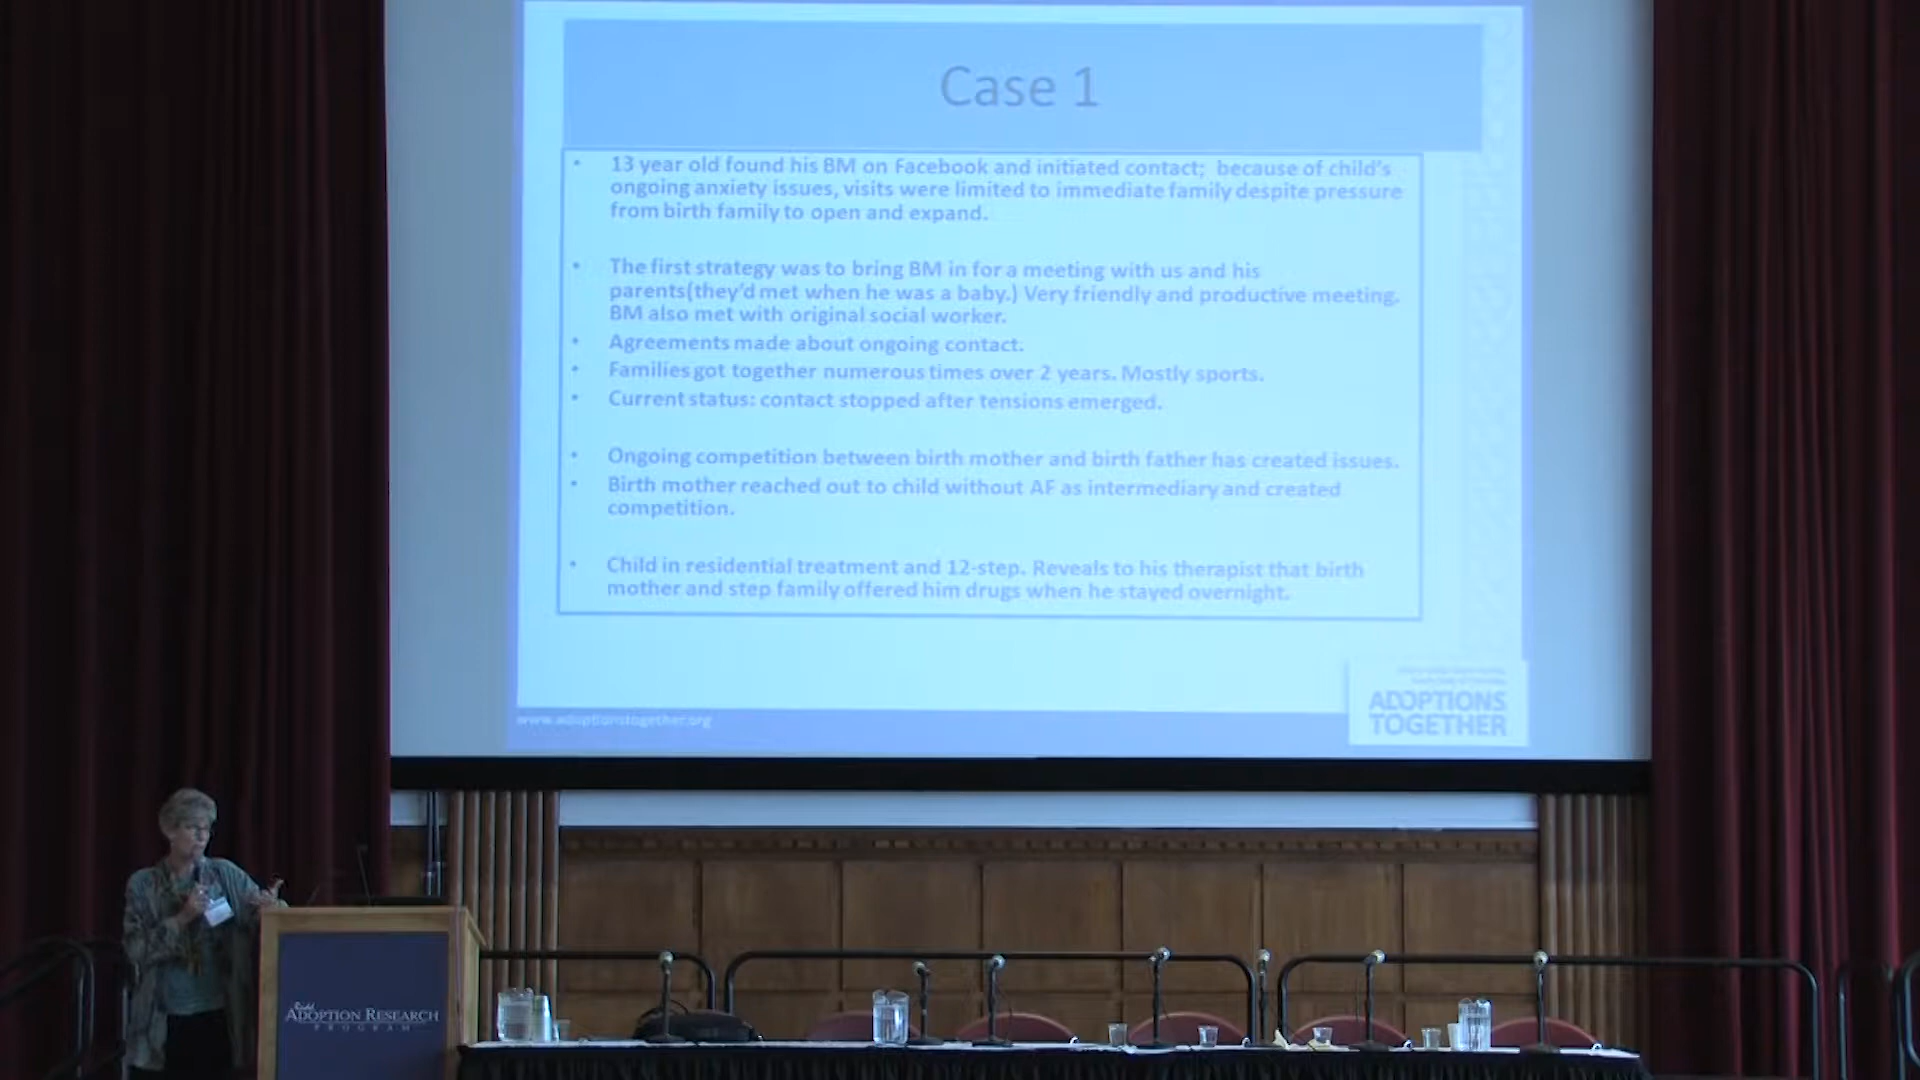 Case 1
• 13 year old found his BM on Facebook and initiated contact; because of child's
ongoing anxiety issues, visits were limited to immediate family despite pressure
from birth family to open and expand.
• The first strategy was to bring BM in for a meeting with us and his
parents(they'd met when he was a baby.) Very friendly and productive meeting.
BM also met with original social worker.
• Agreements made about ongoing contact.
• Families got together numerous times over 2 years. Mostly sports.
• Current status: contact stopped after tensions emerged.
• Ongoing competition between birth mother and birth father has created issues.
• Birth mother reached out to child without AF as intermediary and created
competition.
• Child in residential treatment and 12-step. Reveals to his therapist that birth
mother and step family offered him drugs when he stayed overnight.
www.adoptionstogether.org
ADOPTIONS
TOGETHER
Rudd
ADOPTION RESEARCH
PROGRAM